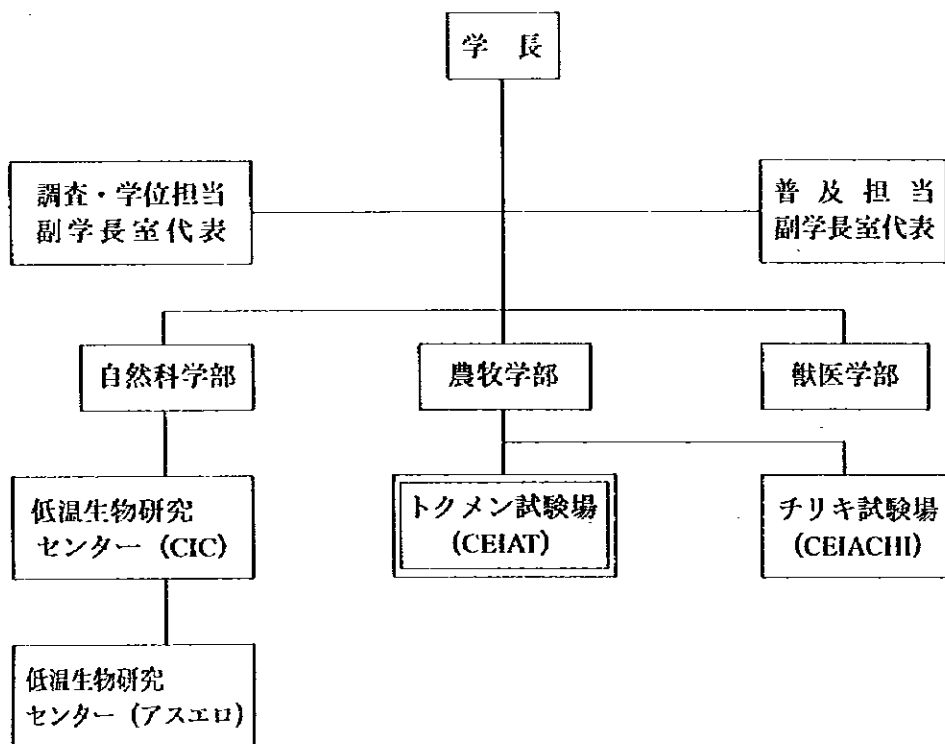 学 長
調査・学位担当
副学長室代表
普及担当
副学長室代表
自然科学部
農牧学部
獣医学部
低温生物研究
センター (CIC)
トクメン試験場
(CEIAT)
チリキ試験場
(CEIACHI)
低温生物研究
センター (アスエロ)